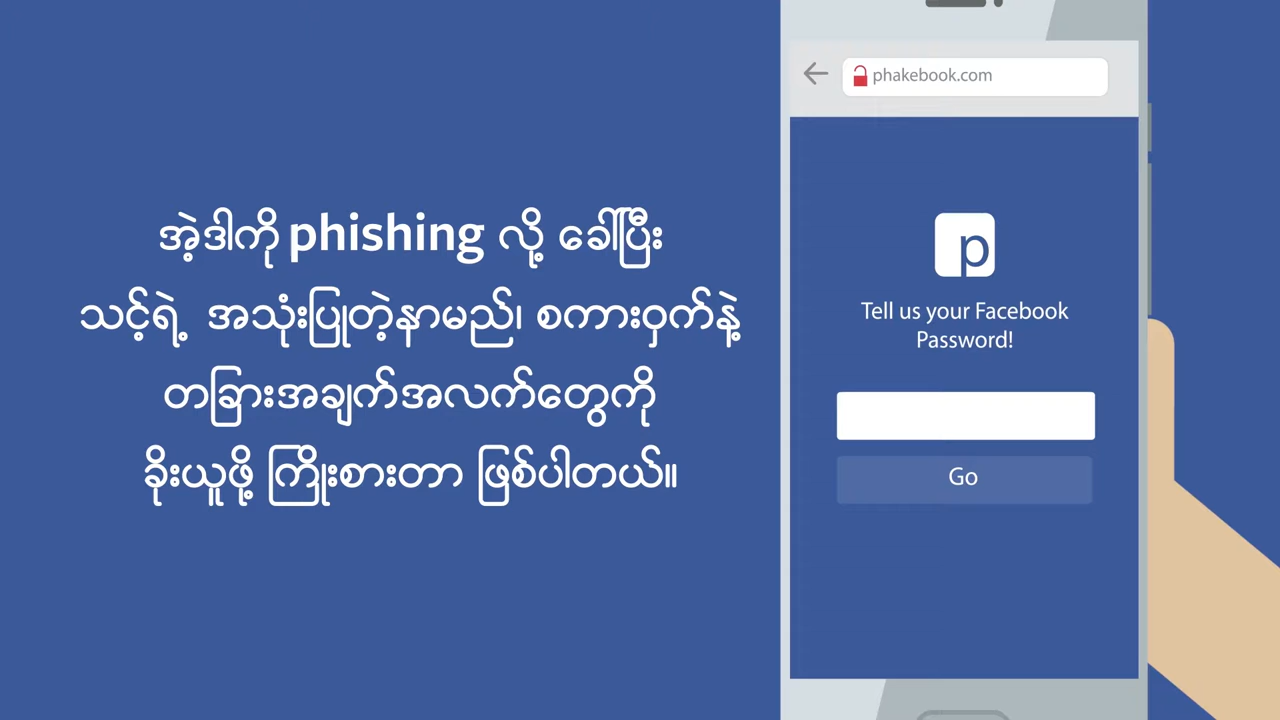 အဲ့ဒါကို phishing လို့ ခေါ်ပြီး
သင့်ရဲ့ အသုံးပြုတဲ့နာမည်၊ စကားဝှက်နဲ့
တခြားအချက်အလက်တွေကို
ခိုးယူဖို့ ကြိုးစားတာ ဖြစ်ပါတယ်။
phakebook.com
p
Tell us your Facebook
Password!
Go